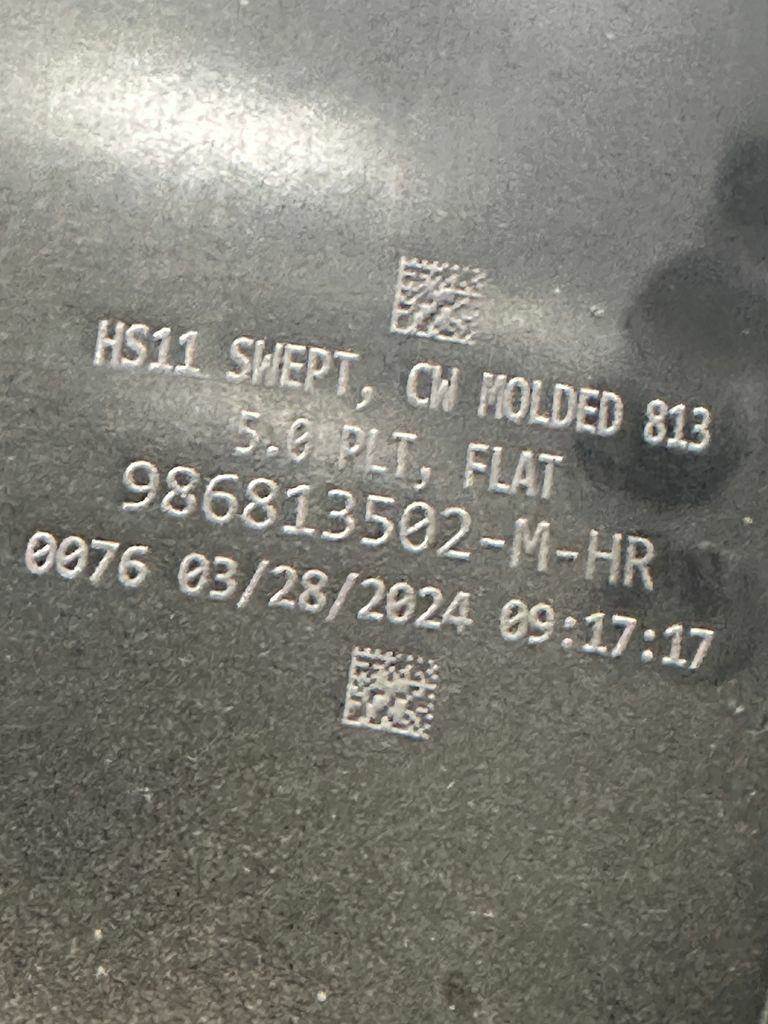 HS11 SWEPT, CW MOLDED 813
5.0 PLT, FLAT
986813502-M-HR
0076 03/28/2024 09:17:17